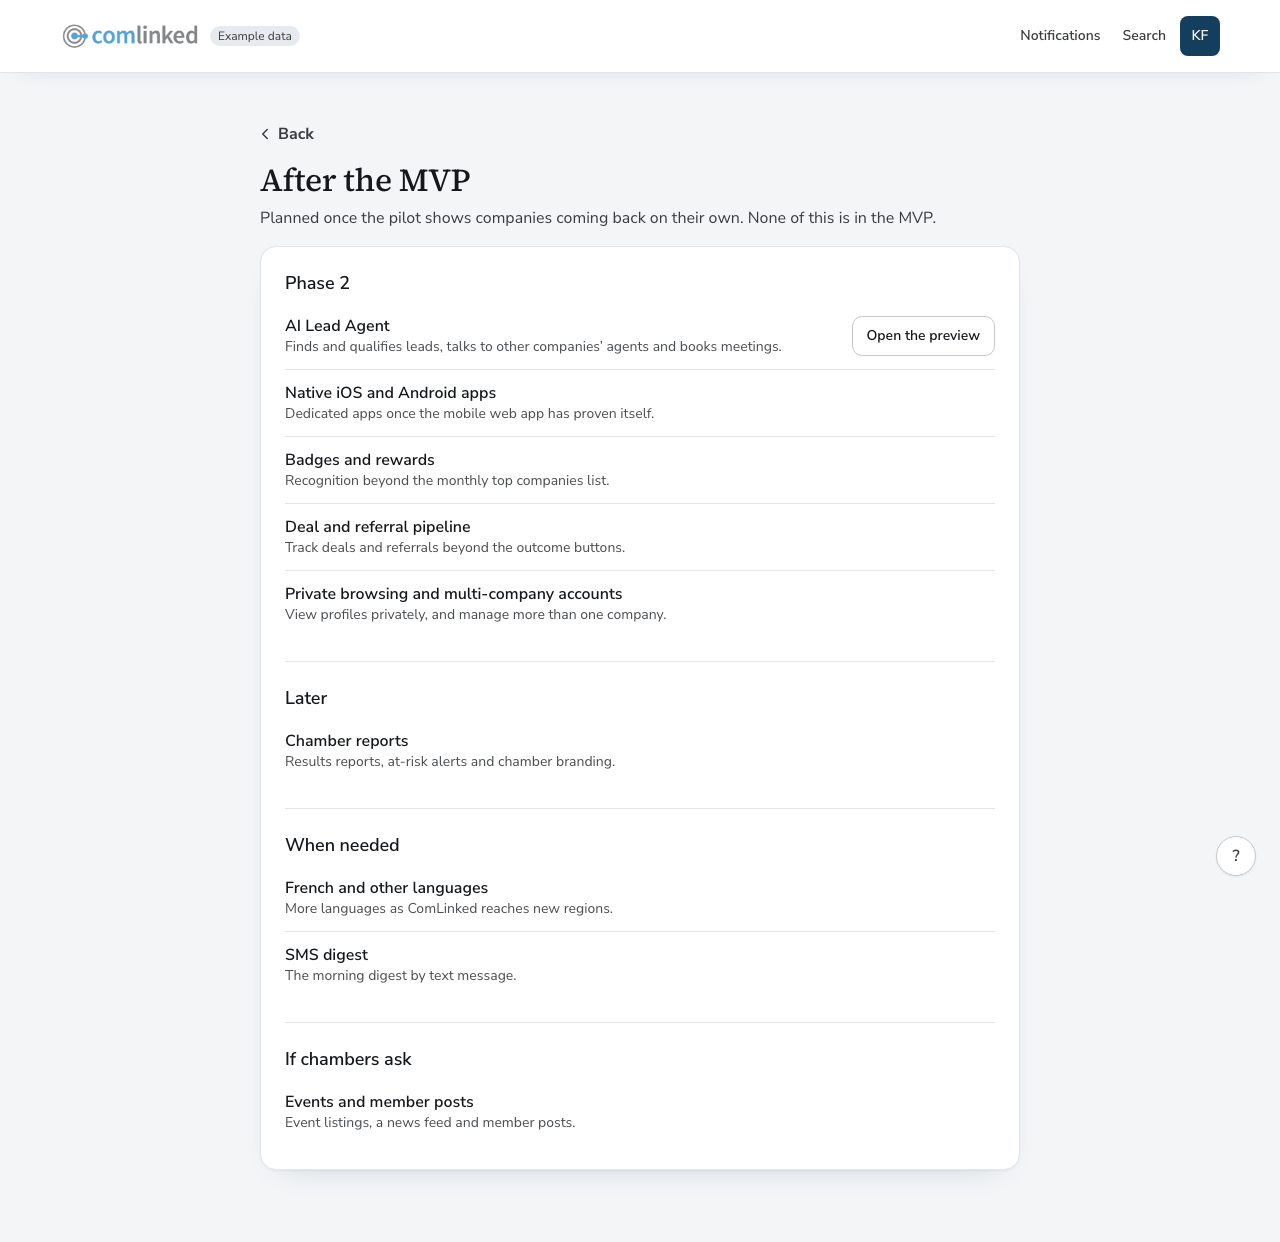 comlinked Example data Notifications Search KF
Back
After the MVP
Planned once the pilot shows companies coming back on their own. None of this is in the MVP.
Phase 2
AI Lead Agent
Finds and qualifies leads, talks to other companies’ agents and books meetings.
Open the preview
Native iOS and Android apps
Dedicated apps once the mobile web app has proven itself.
Badges and rewards
Recognition beyond the monthly top companies list.
Deal and referral pipeline
Track deals and referrals beyond the outcome buttons.
Private browsing and multi-company accounts
View profiles privately, and manage more than one company.
Later
Chamber reports
Results reports, at-risk alerts and chamber branding.
When needed
?
French and other languages
More languages as ComLinked reaches new regions.
SMS digest
The morning digest by text message.
If chambers ask
Events and member posts
Event listings, a news feed and member posts.